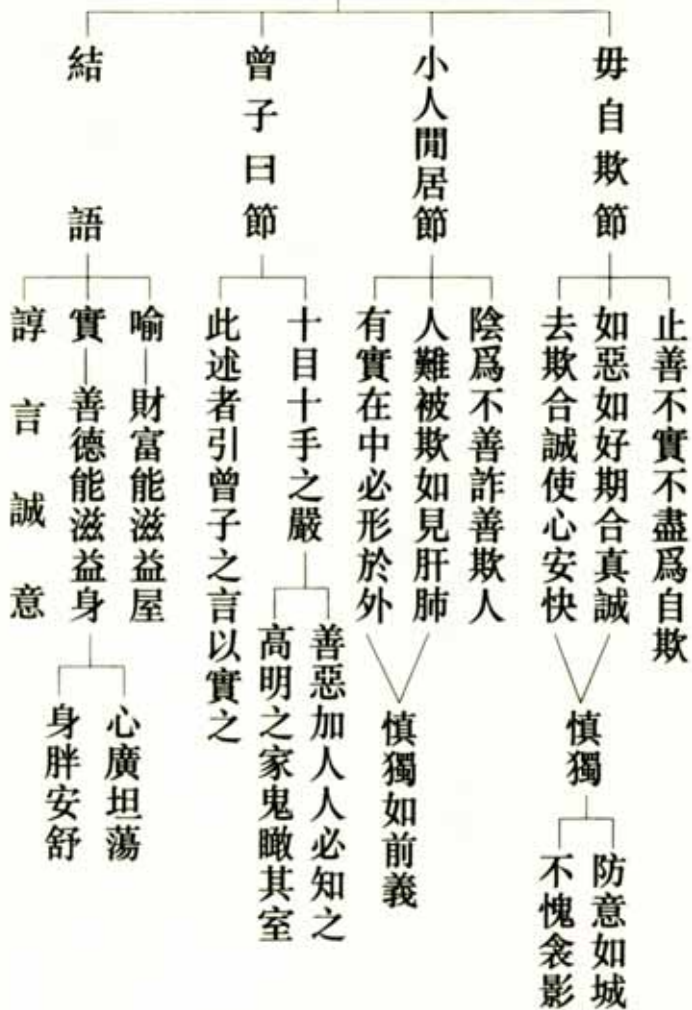 毋自欺節
止善不實不盡爲自欺
如惡如好期合真誠
去欺合誠使心安快
慎獨
防意如城
不愧衾影
小人閒居節
陰爲不善詐善欺人
人難被欺如見肝肺
有實在中必形於外
慎獨如前義
曾子曰節
十目十手之嚴
善惡加人人必知之
高明之家鬼瞰其室
此述者引曾子之言以實之
結語
喻—財富能滋益屋
實—善德能滋益身
心廣坦蕩
身胖安舒
諄言誠意